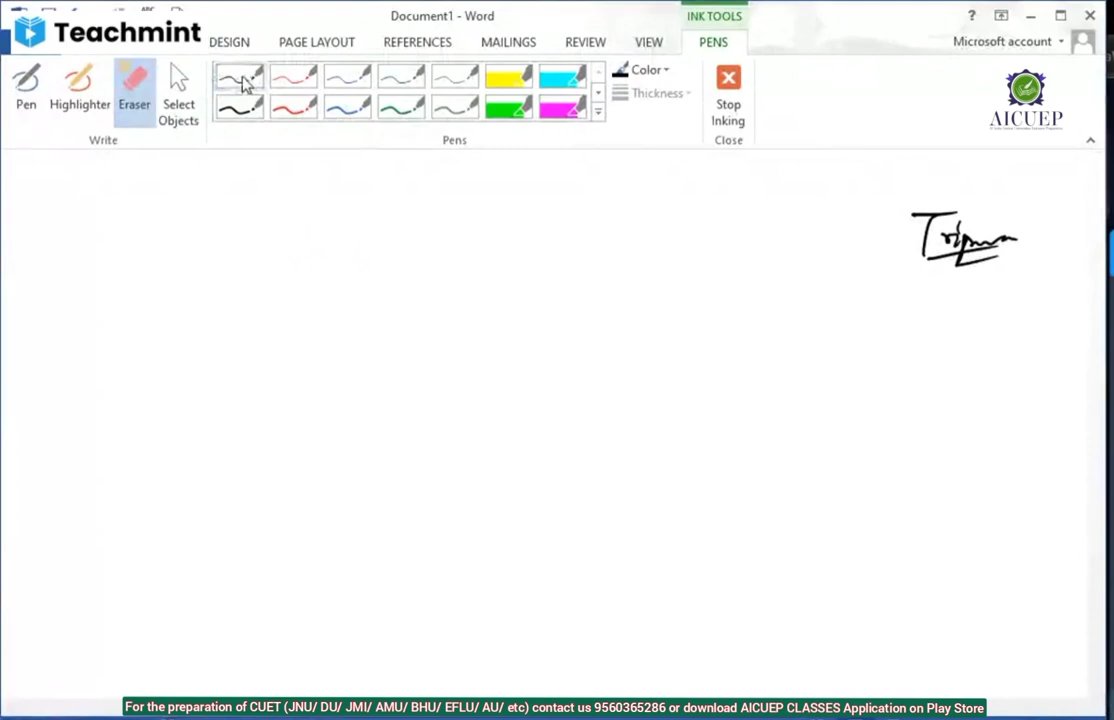 Document1 - Word
INK TOOLS
?
Teachmint
DESIGN
PAGE LAYOUT
REFERENCES
MAILINGS
REVIEW
VIEW
PENS
Microsoft account
Pen
Highlighter
Eraser
Select
Objects
Write
Pens
Color
Thickness
Stop
Inking
Close
AICUEP
For the preparation of CUET (JNU/ DU/ JMI/ AMU/ BHU/ EFLU/ AU/ etc) contact us 9560365286 or download AICUEP CLASSES Application on Play Store